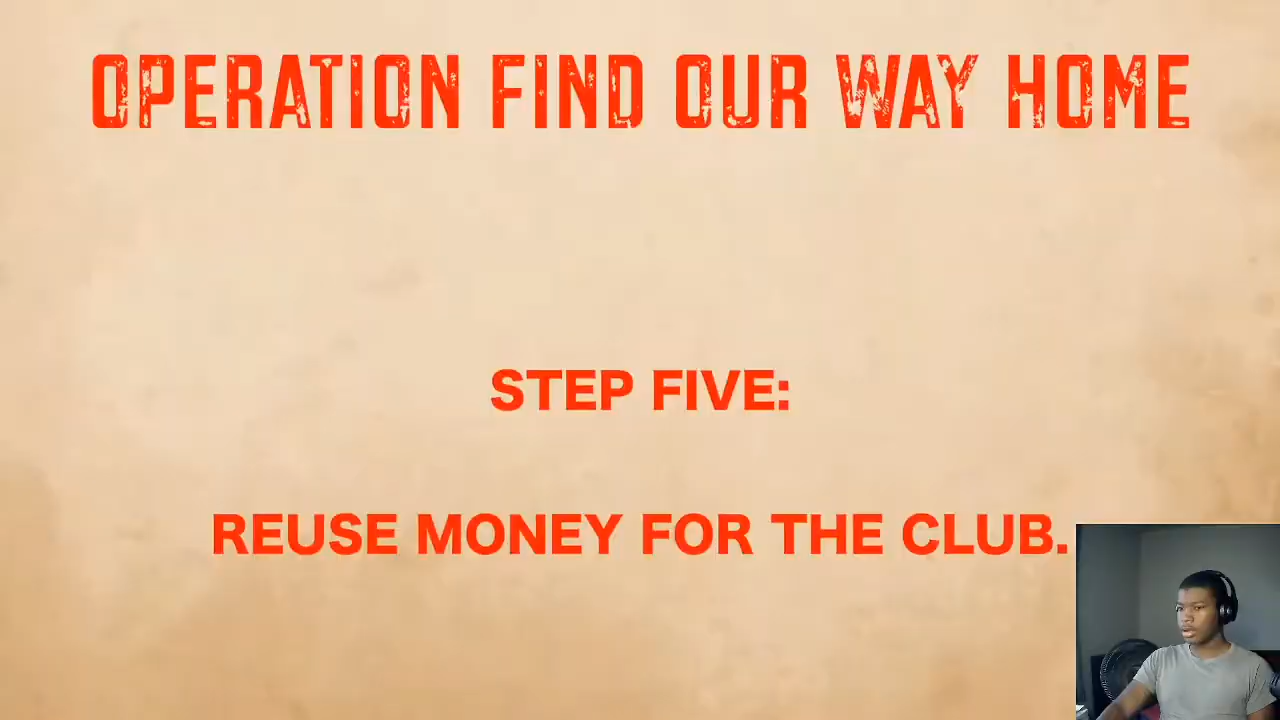 OPERATION FIND OUR WAY HOME
STEP FIVE:
REUSE MONEY FOR THE CLUB.